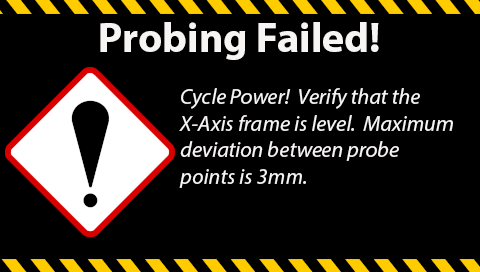 Probing Failed!
Cycle Power!  Verify that the
X-Axis frame is level.  Maximum
deviation between probe
points is 3mm.